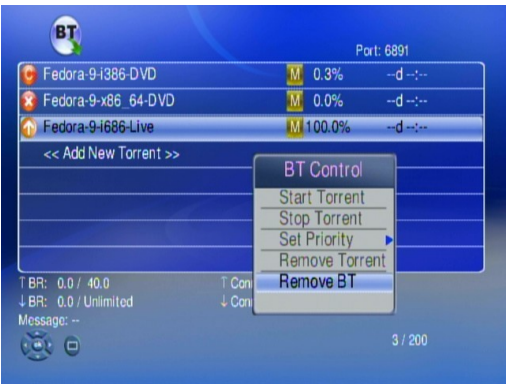 BT
Port: 6891
Fedora-9-i386-DVD M 0.3% --d --:--
Fedora-9-x86_64-DVD M 0.0% --d --:--
Fedora-9-i686-Live M 100.0% --d --:--
<< Add New Torrent >>
BT Control
Start Torrent
Stop Torrent
Set Priority
Remove Torrent
Remove BT
↑BR: 0.0 / 40.0 ↑Con
↓BR: 0.0 / Unlimited ↓Con
Message: --
3 / 200